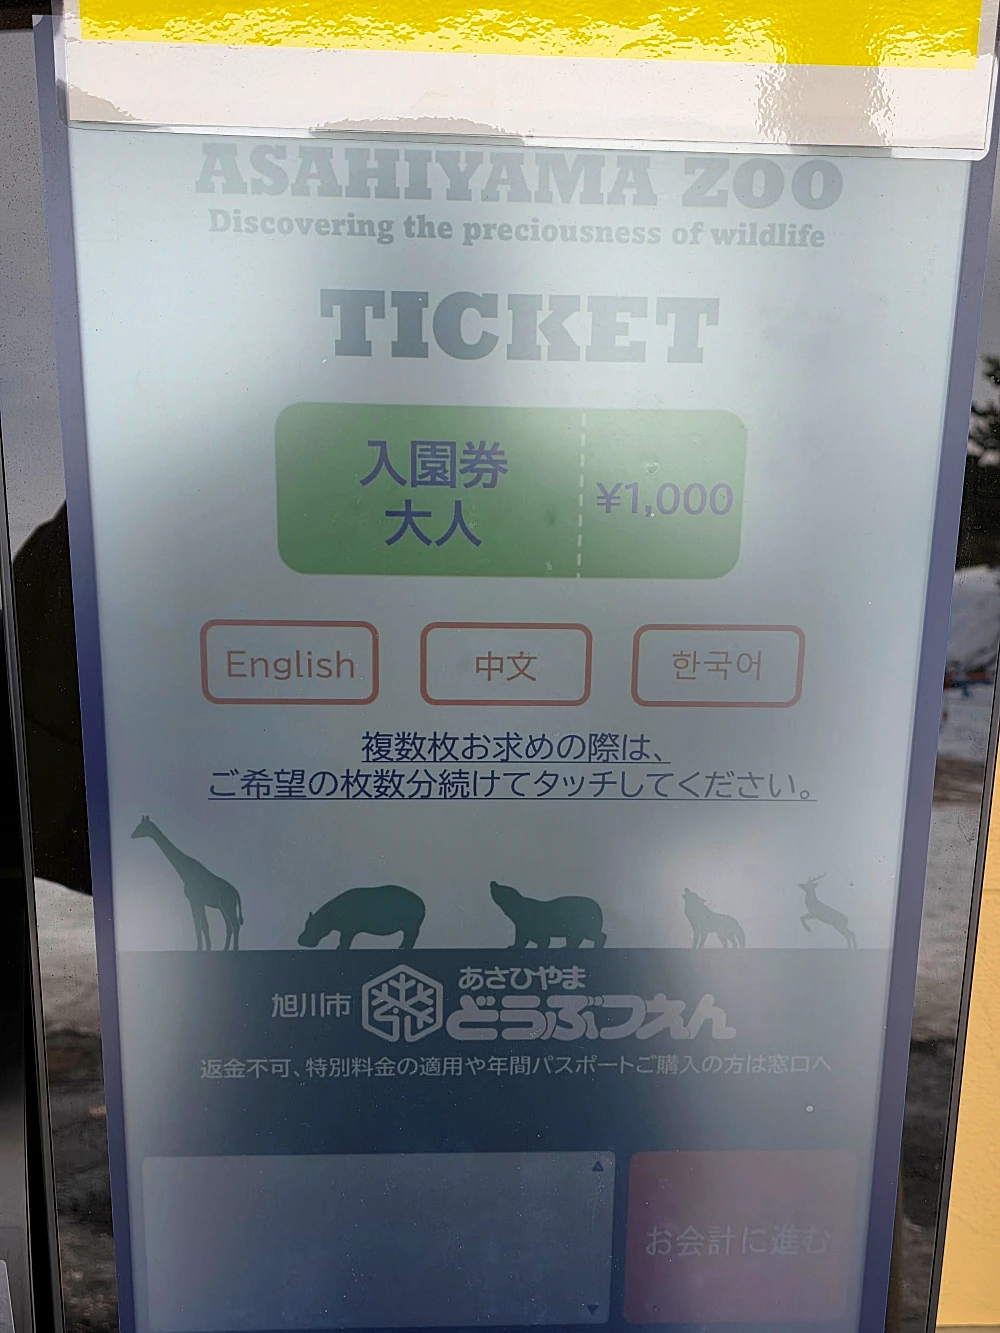 ASAHIYAMA ZOO
Discovering the preciousness of wildlife
TICKET
入園券
大人
¥1,000
English
中文
한국어
複数枚お求めの際は、
ご希望の枚数分続けてタッチしてください。
旭川市
あさひやま
どうぶつえん
返金不可、特別料金の適用や年間パスポートご購入の方は窓口へ
お会計に進む